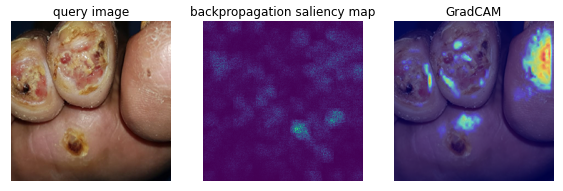 query image
backpropagation saliency map
GradCAM